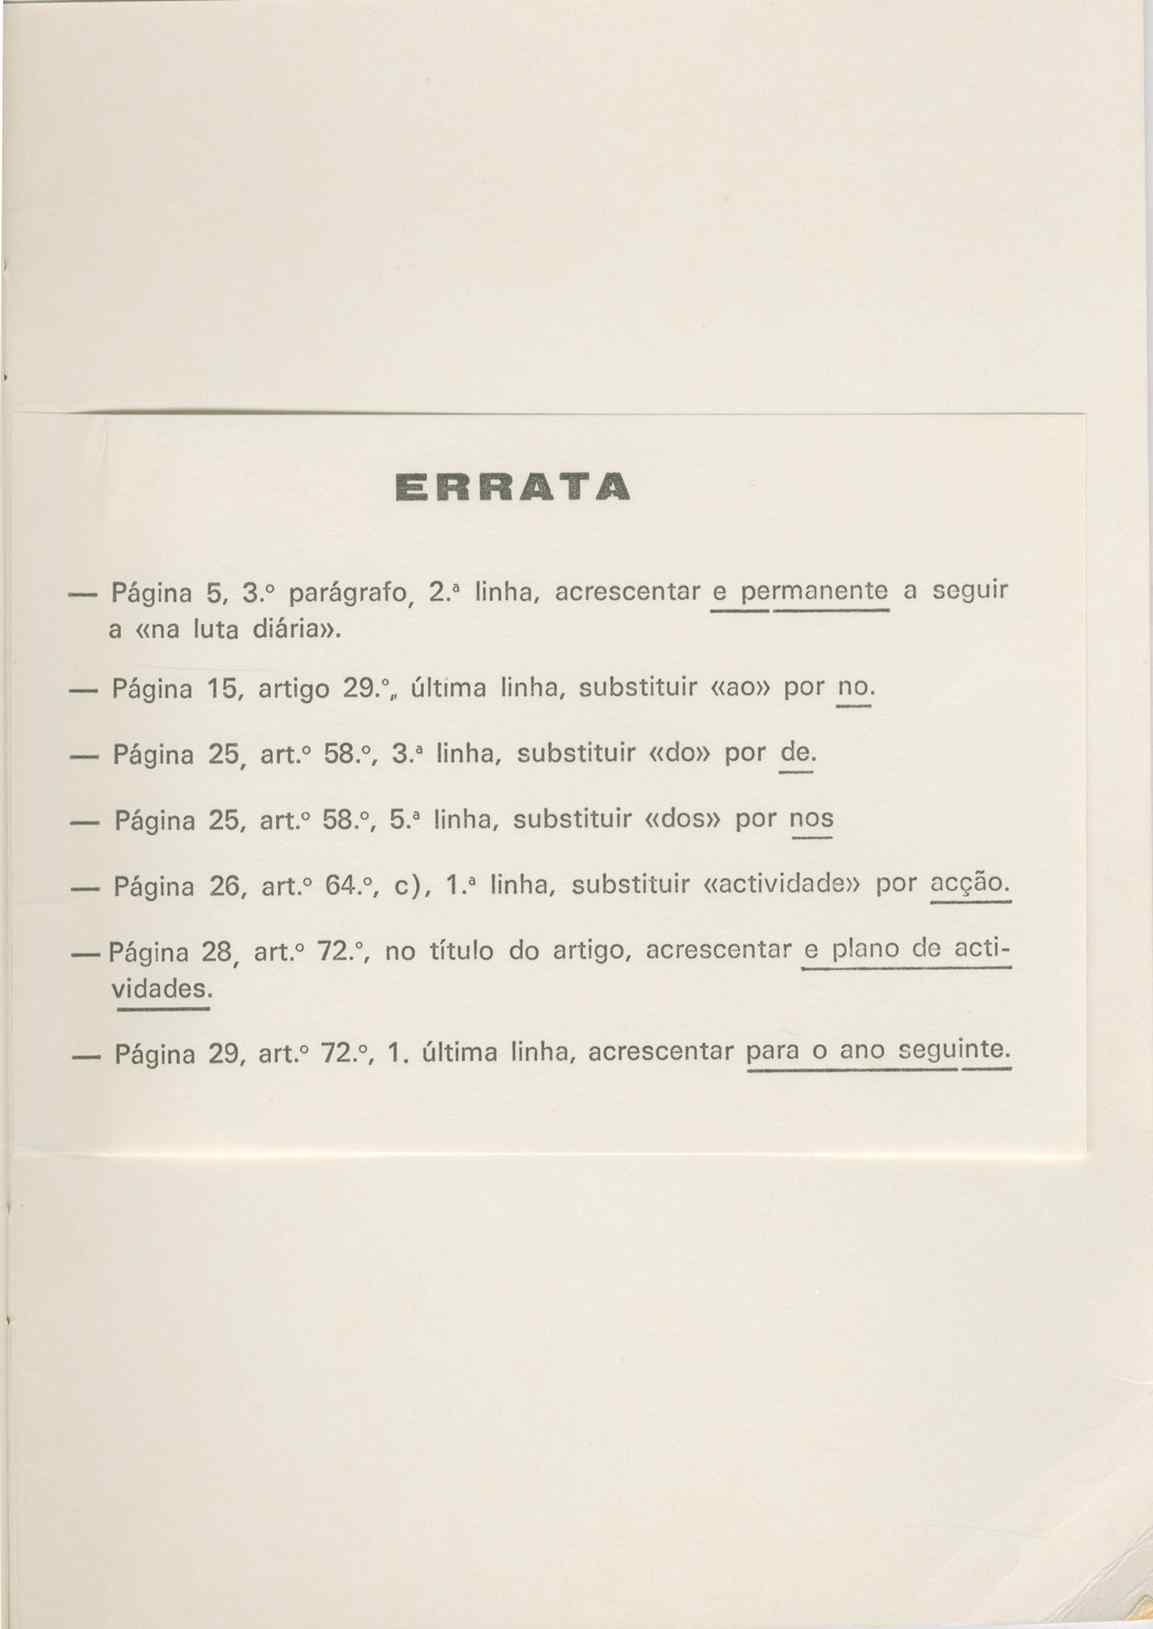 ERRATA
— Página 5, 3.º parágrafo, 2.ª linha, acrescentar e permanente a seguir
a «na luta diária».
— Página 15, artigo 29.º,, última linha, substituir «ao» por no.
— Página 25, art.º 58.º, 3.ª linha, substituir «do» por de.
— Página 25, art.º 58.º, 5.ª linha, substituir «dos» por nos
— Página 26, art.º 64.º, c), 1.ª linha, substituir «actividade» por acção.
— Página 28, art.º 72.º, no título do artigo, acrescentar e plano de acti-
vidades.
— Página 29, art.º 72.º, 1. última linha, acrescentar para o ano seguinte.